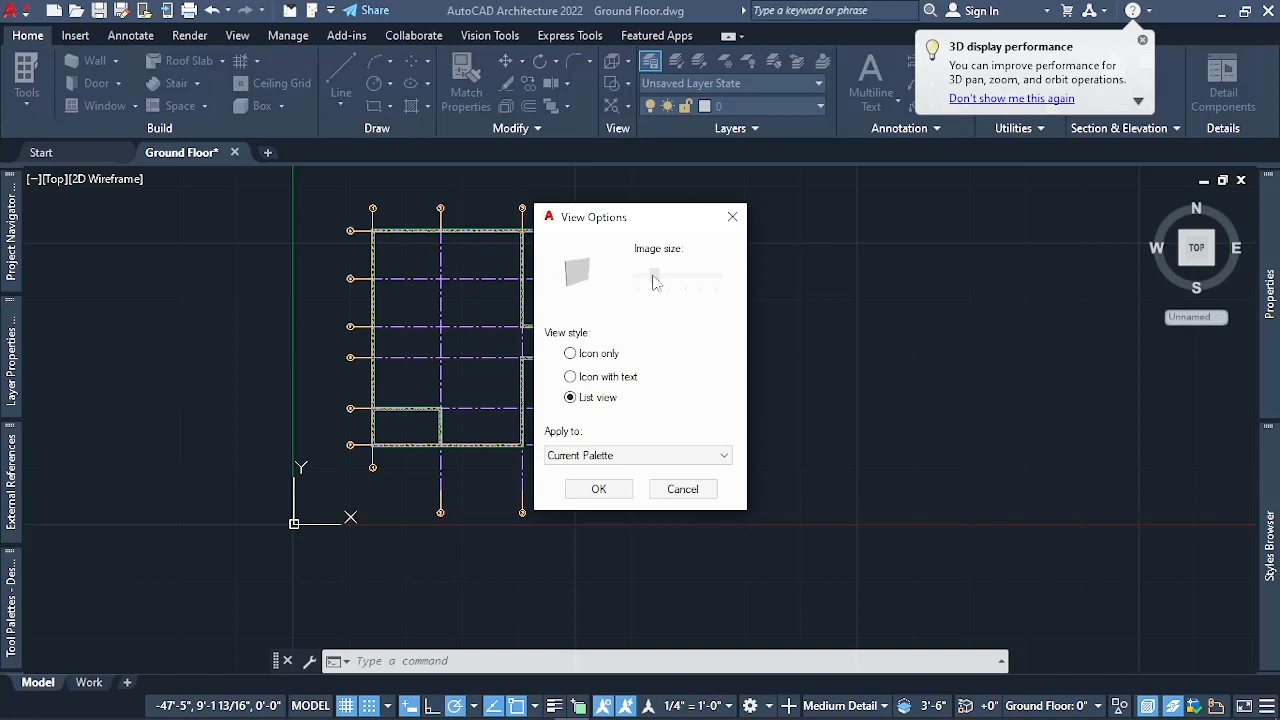 Share
AutoCAD Architecture 2022 Ground Floor.dwg
Type a keyword or phrase
Sign In
Home Insert Annotate Render View Manage Add-ins Collaborate Vision Tools Express Tools Featured Apps
3D display performance
You can improve performance for
3D pan, zoom, and orbit operations.
Don't show me this again
Tools
Wall
Door
Window
Roof Slab
Stair
Space
Ceiling Grid
Box
Line
Match
Properties
Unsaved Layer State
0
Multiline
Text
Detail
Components
Build Draw Modify View Layers Annotation Utilities Section & Elevation Details
Start Ground Floor*
[−][Top][2D Wireframe]
Project Navigator ...
Layer Properties ...
External References
Tool Palettes - Des...
View Options
Image size:
View style:
Icon only
Icon with text
List view
Apply to:
Current Palette
OK Cancel
Y
X
N
W TOP E
S
Unnamed
Properties
Styles Browser
Type a command
Model Work
-47'-5", 9'-113/16", 0'-0" MODEL 1/4" = 1'-0" Medium Detail 3'-6" +0" Ground Floor: 0"